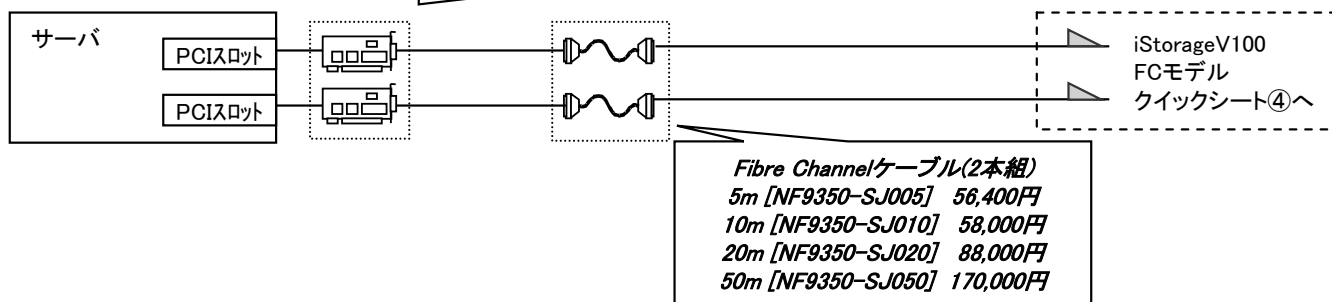 サーバ
PCIスロット
PCIスロット
iStorageV100
FCモデル
クイックシート④へ
Fibre Channelケーブル(2本組)
5m [NF9350-SJ005] 56,400円
10m [NF9350-SJ010] 58,000円
20m [NF9350-SJ020] 88,000円
50m [NF9350-SJ050] 170,000円